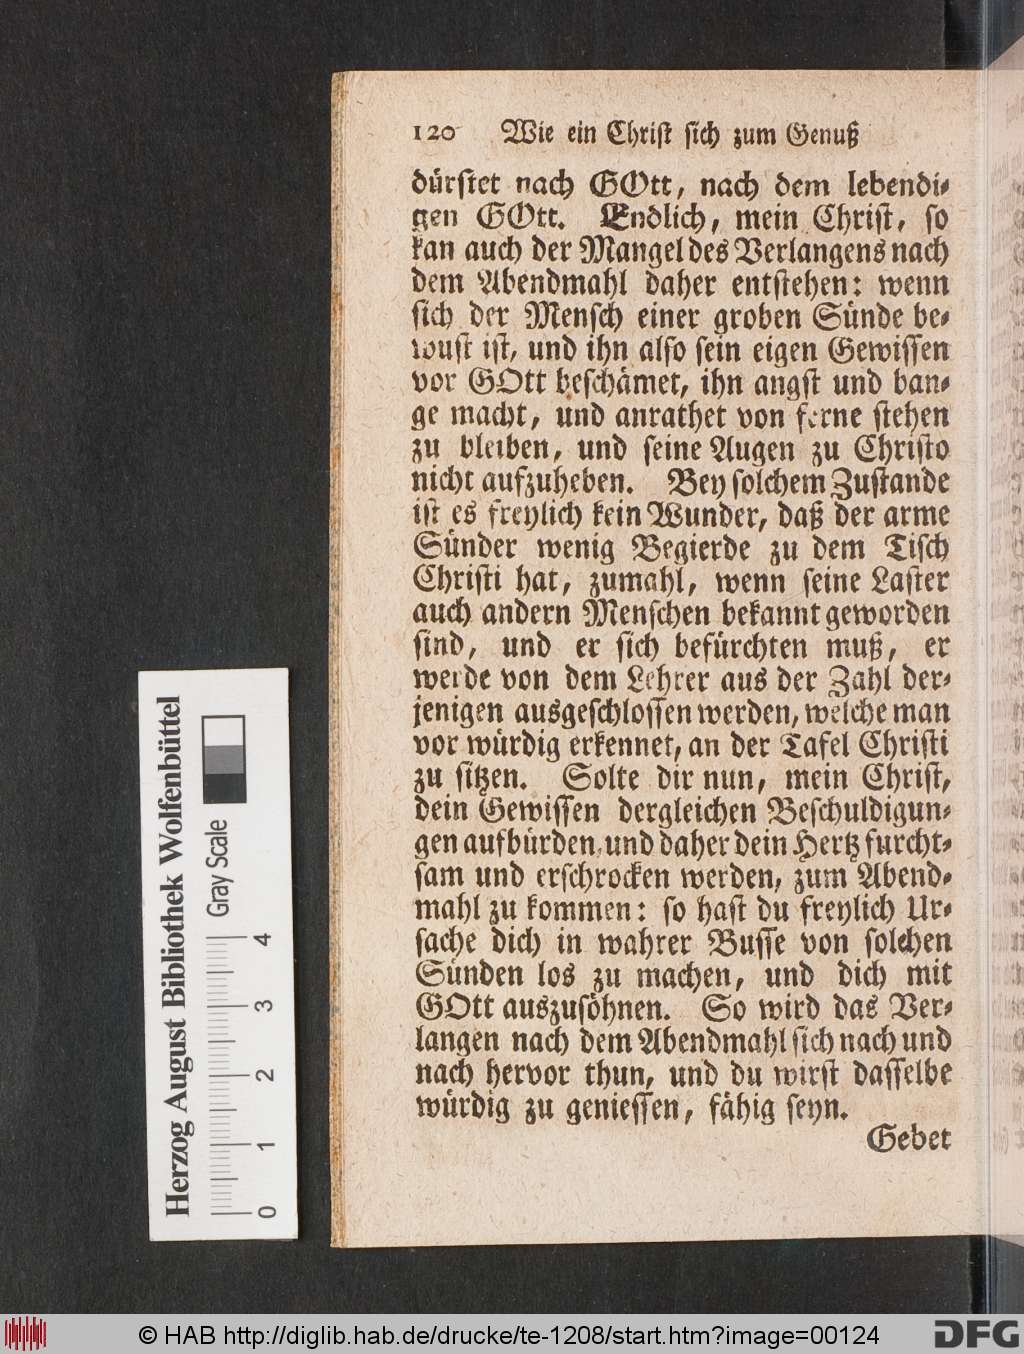 120 Wie ein Christ sich zum Genuß
dürstet nach GOtt, nach dem lebendi-
gen GOtt. Endlich, mein Christ, so
kan auch der Mangel des Verlangens nach
dem Abendmahl daher entstehen: wenn
sich der Mensch einer groben Sünde be-
wust ist, und ihn also sein eigen Gewissen
vor GOtt beschämet, ihn angst und ban-
ge macht, und anrathet von ferne stehen
zu bleiben, und seine Augen zu Christo
nicht aufzuheben. Bey solchem Zustande
ist es freylich kein Wunder, daß der arme
Sünder wenig Begierde zu dem Tisch
Christi hat, zumahl, wenn seine Laster
auch andern Menschen bekannt geworden
sind, und er sich befürchten muß, er
werde von dem Lehrer aus der Zahl der-
jenigen ausgeschlossen werden, welche man
vor würdig erkennet, an der Tafel Christi
zu sitzen. Solte dir nun, mein Christ,
dein Gewissen dergleichen Beschuldigun-
gen aufbürden, und daher dein Hertz furcht-
sam und erschrocken werden, zum Abend-
mahl zu kommen: so hast du freylich Ur-
sache dich in wahrer Busse von solchen
Sünden los zu machen, und dich mit
GOtt auszusöhnen. So wird das Ver-
langen nach dem Abendmahl sich nach und
nach hervor thun, und du wirst dasselbe
würdig zu geniessen, fähig seyn.
Gebet
Herzog August Bibliothek Wolfenbüttel
Gray Scale
0 1 2 3 4
© HAB http://diglib.hab.de/drucke/te-1208/start.htm?image=00124
DFG